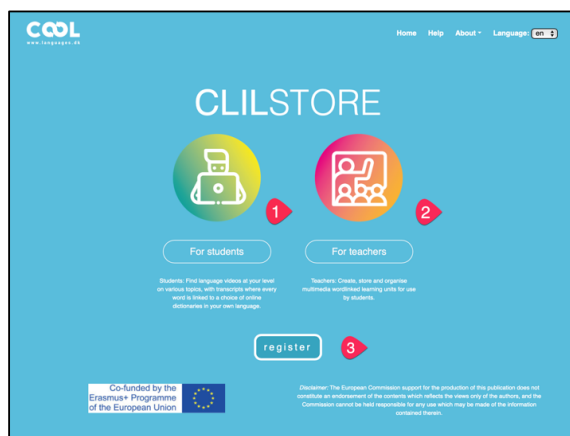 COOL
www.languages.dk
Home Help About Language: en
CLILSTORE
1
2
For students
For teachers
Students: Find language videos at your level
on various topics, with transcripts where every
word is linked to a choice of online
dictionaries in your own language.
Teachers: Create, store and organise
multimedia wordlinked learning units for use
by students.
register
3
Co-funded by the
Erasmus+ Programme
of the European Union
Disclaimer: The European Commission support for the production of this publication does not
constitute an endorsement of the contents which reflects the views only of the authors, and the
Commission cannot be held responsible for any use which may be made of the information
contained therein.